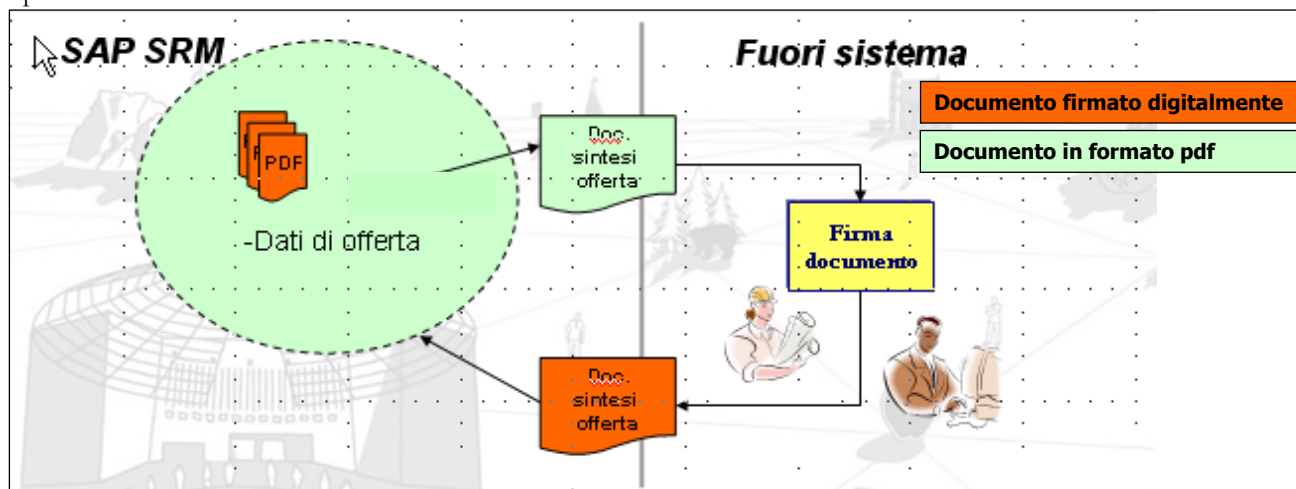 SAP SRM
Fuori sistema
Documento firmato digitalmente
Documento in formato pdf
Doc.
sintesi
offerta
PDF
-Dati di offerta
Firma
documento
Doc.
sintesi
offerta